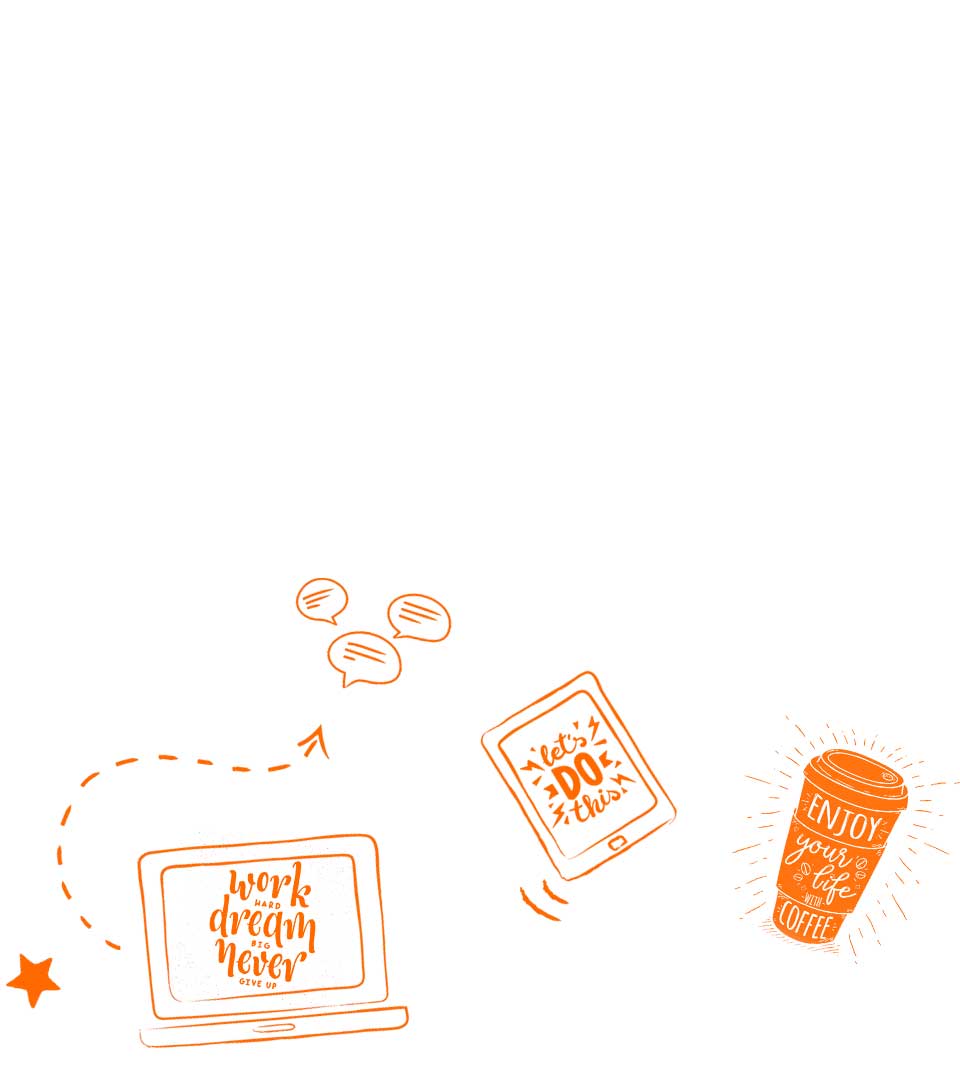 let's
DO
this
ENJOY
your
life
WITH
COFFEE
work
HARD
dream
BIG
never
GIVE UP